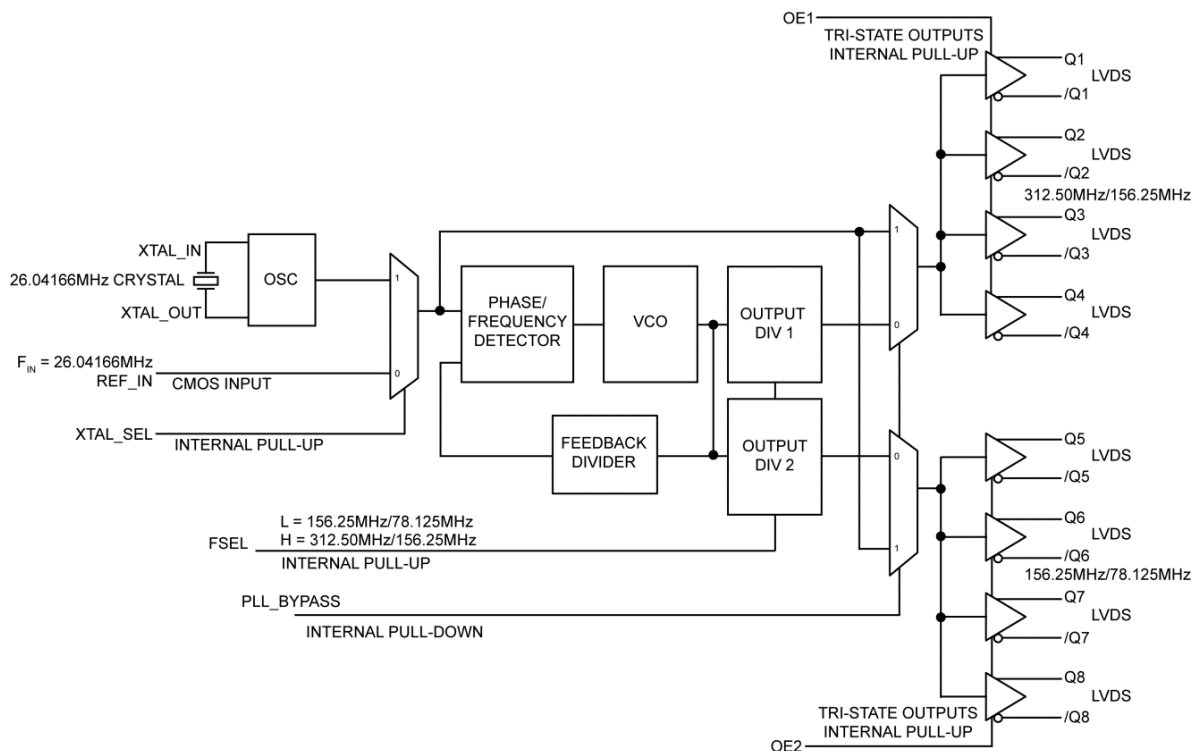 OE1
TRI-STATE OUTPUTS
INTERNAL PULL-UP
Q1
LVDS
/Q1
Q2
LVDS
/Q2
312.50MHz/156.25MHz
Q3
LVDS
/Q3
Q4
LVDS
/Q4
XTAL_IN
26.04166MHz CRYSTAL
XTAL_OUT
OSC
1
0
F_IN = 26.04166MHz
REF_IN
CMOS INPUT
XTAL_SEL
INTERNAL PULL-UP
PHASE/
FREQUENCY
DETECTOR
VCO
OUTPUT
DIV 1
1
0
FEEDBACK
DIVIDER
OUTPUT
DIV 2
0
1
L = 156.25MHz/78.125MHz
FSEL
H = 312.50MHz/156.25MHz
INTERNAL PULL-UP
PLL_BYPASS
INTERNAL PULL-DOWN
Q5
LVDS
/Q5
Q6
LVDS
/Q6
156.25MHz/78.125MHz
Q7
LVDS
/Q7
Q8
LVDS
/Q8
TRI-STATE OUTPUTS
INTERNAL PULL-UP
OE2